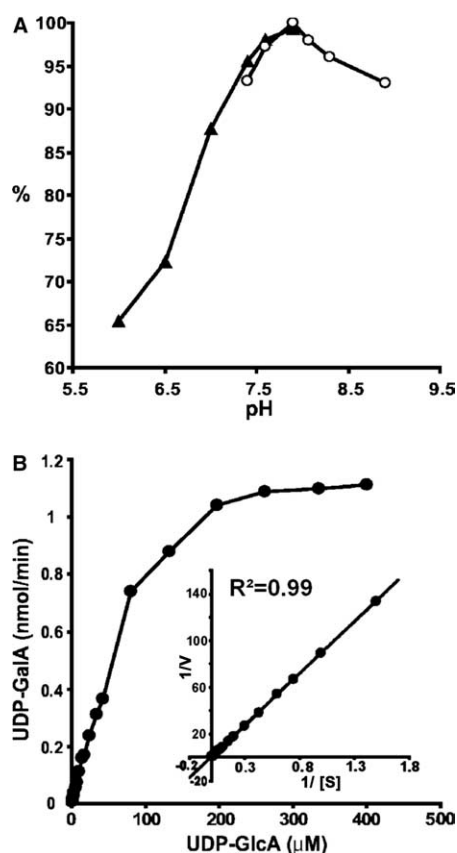 A
100
95
90
85
%
80
75
70
65
60
5.5 6.5 7.5 8.5 9.5
pH
B
1.2
1
0.8
0.6
0.4
0.2
0
UDP-GalA (nmol/min)
R²=0.99
140
100
60
20
-20
1/V
-0.2 0.3 0.8 1.3 1.8
1/ [S]
0 100 200 300 400 500
UDP-GlcA (μM)